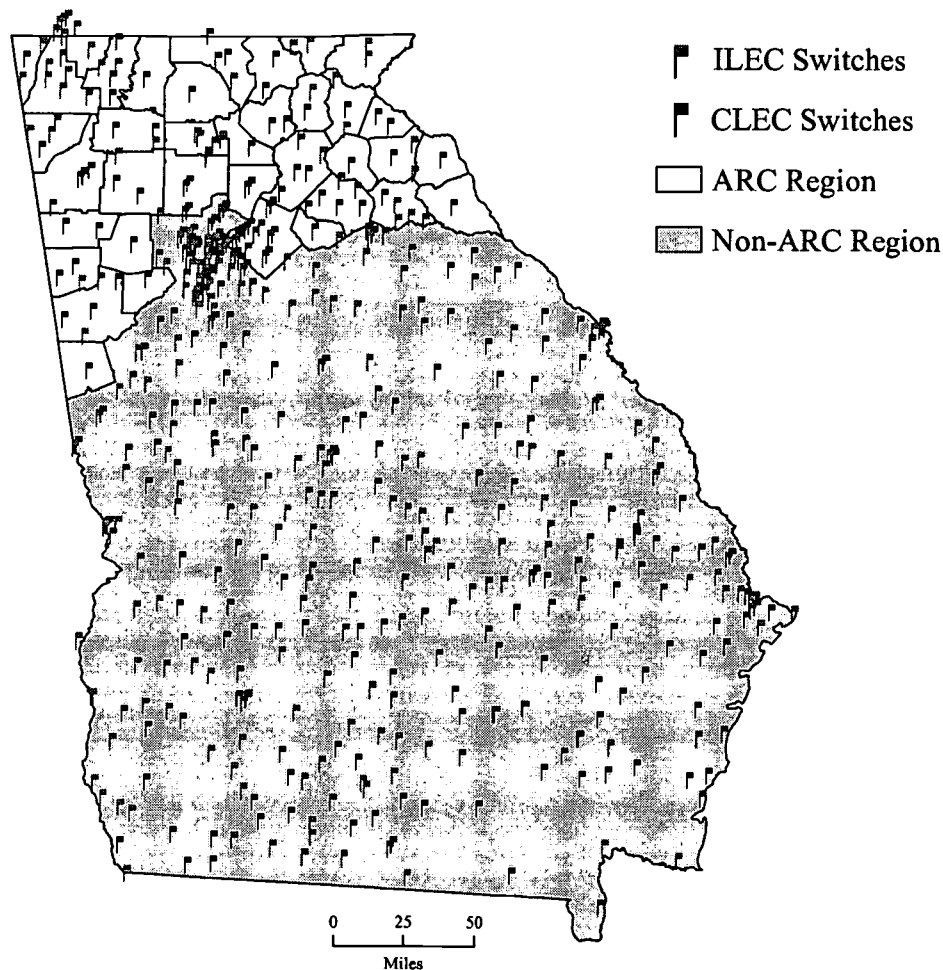 ILEC Switches
CLEC Switches
ARC Region
Non-ARC Region
0 25 50
Miles